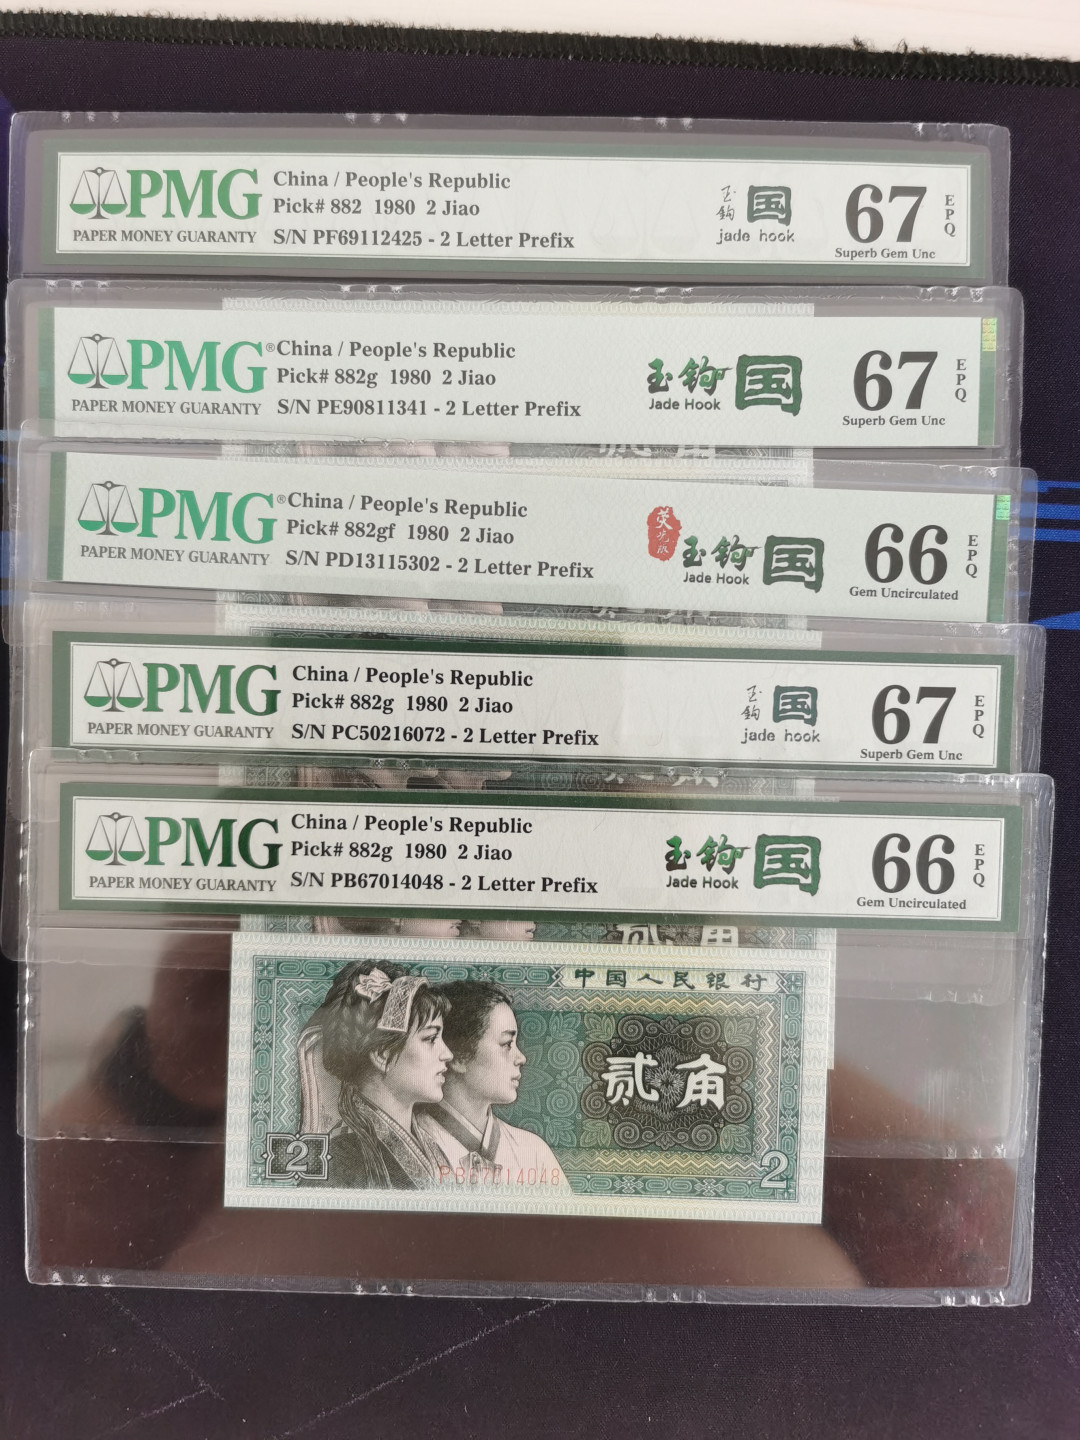 PMG
PAPER MONEY GUARANTY
China / People's Republic
Pick# 882 1980 2 Jiao
S/N PF69112425 - 2 Letter Prefix
玉钩
国
jade hook
67
EPQ
Superb Gem Unc
PMG®
PAPER MONEY GUARANTY
China / People's Republic
Pick# 882g 1980 2 Jiao
S/N PE90811341 - 2 Letter Prefix
玉钩国
Jade Hook
67
EPQ
Superb Gem Unc
PMG®
PAPER MONEY GUARANTY
China / People's Republic
Pick# 882gf 1980 2 Jiao
S/N PD13115302 - 2 Letter Prefix
荧光版
玉钩国
Jade Hook
66
EPQ
Gem Uncirculated
PMG
PAPER MONEY GUARANTY
China / People's Republic
Pick# 882g 1980 2 Jiao
S/N PC50216072 - 2 Letter Prefix
玉钩
国
jade hook
67
EPQ
Superb Gem Unc
PMG
PAPER MONEY GUARANTY
China / People's Republic
Pick# 882g 1980 2 Jiao
S/N PB67014048 - 2 Letter Prefix
玉钩国
Jade Hook
66
EPQ
Gem Uncirculated
中国人民银行
贰角
2
2
PB67014048